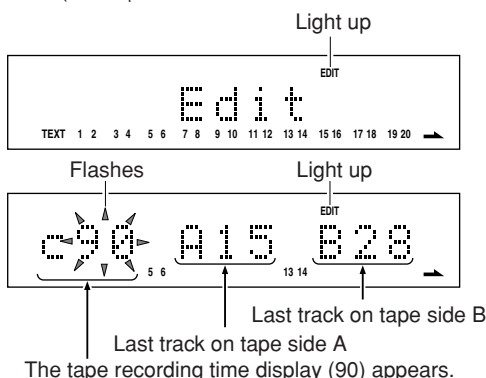 Light up
EDIT
Edit
TEXT 1 2 3 4 5 6 7 8 9 10 11 12 13 14 15 16 17 18 19 20
Flashes Light up
EDIT
c90 A15 B28
5 6 13 14
Last track on tape side B
Last track on tape side A
The tape recording time display (90) appears.